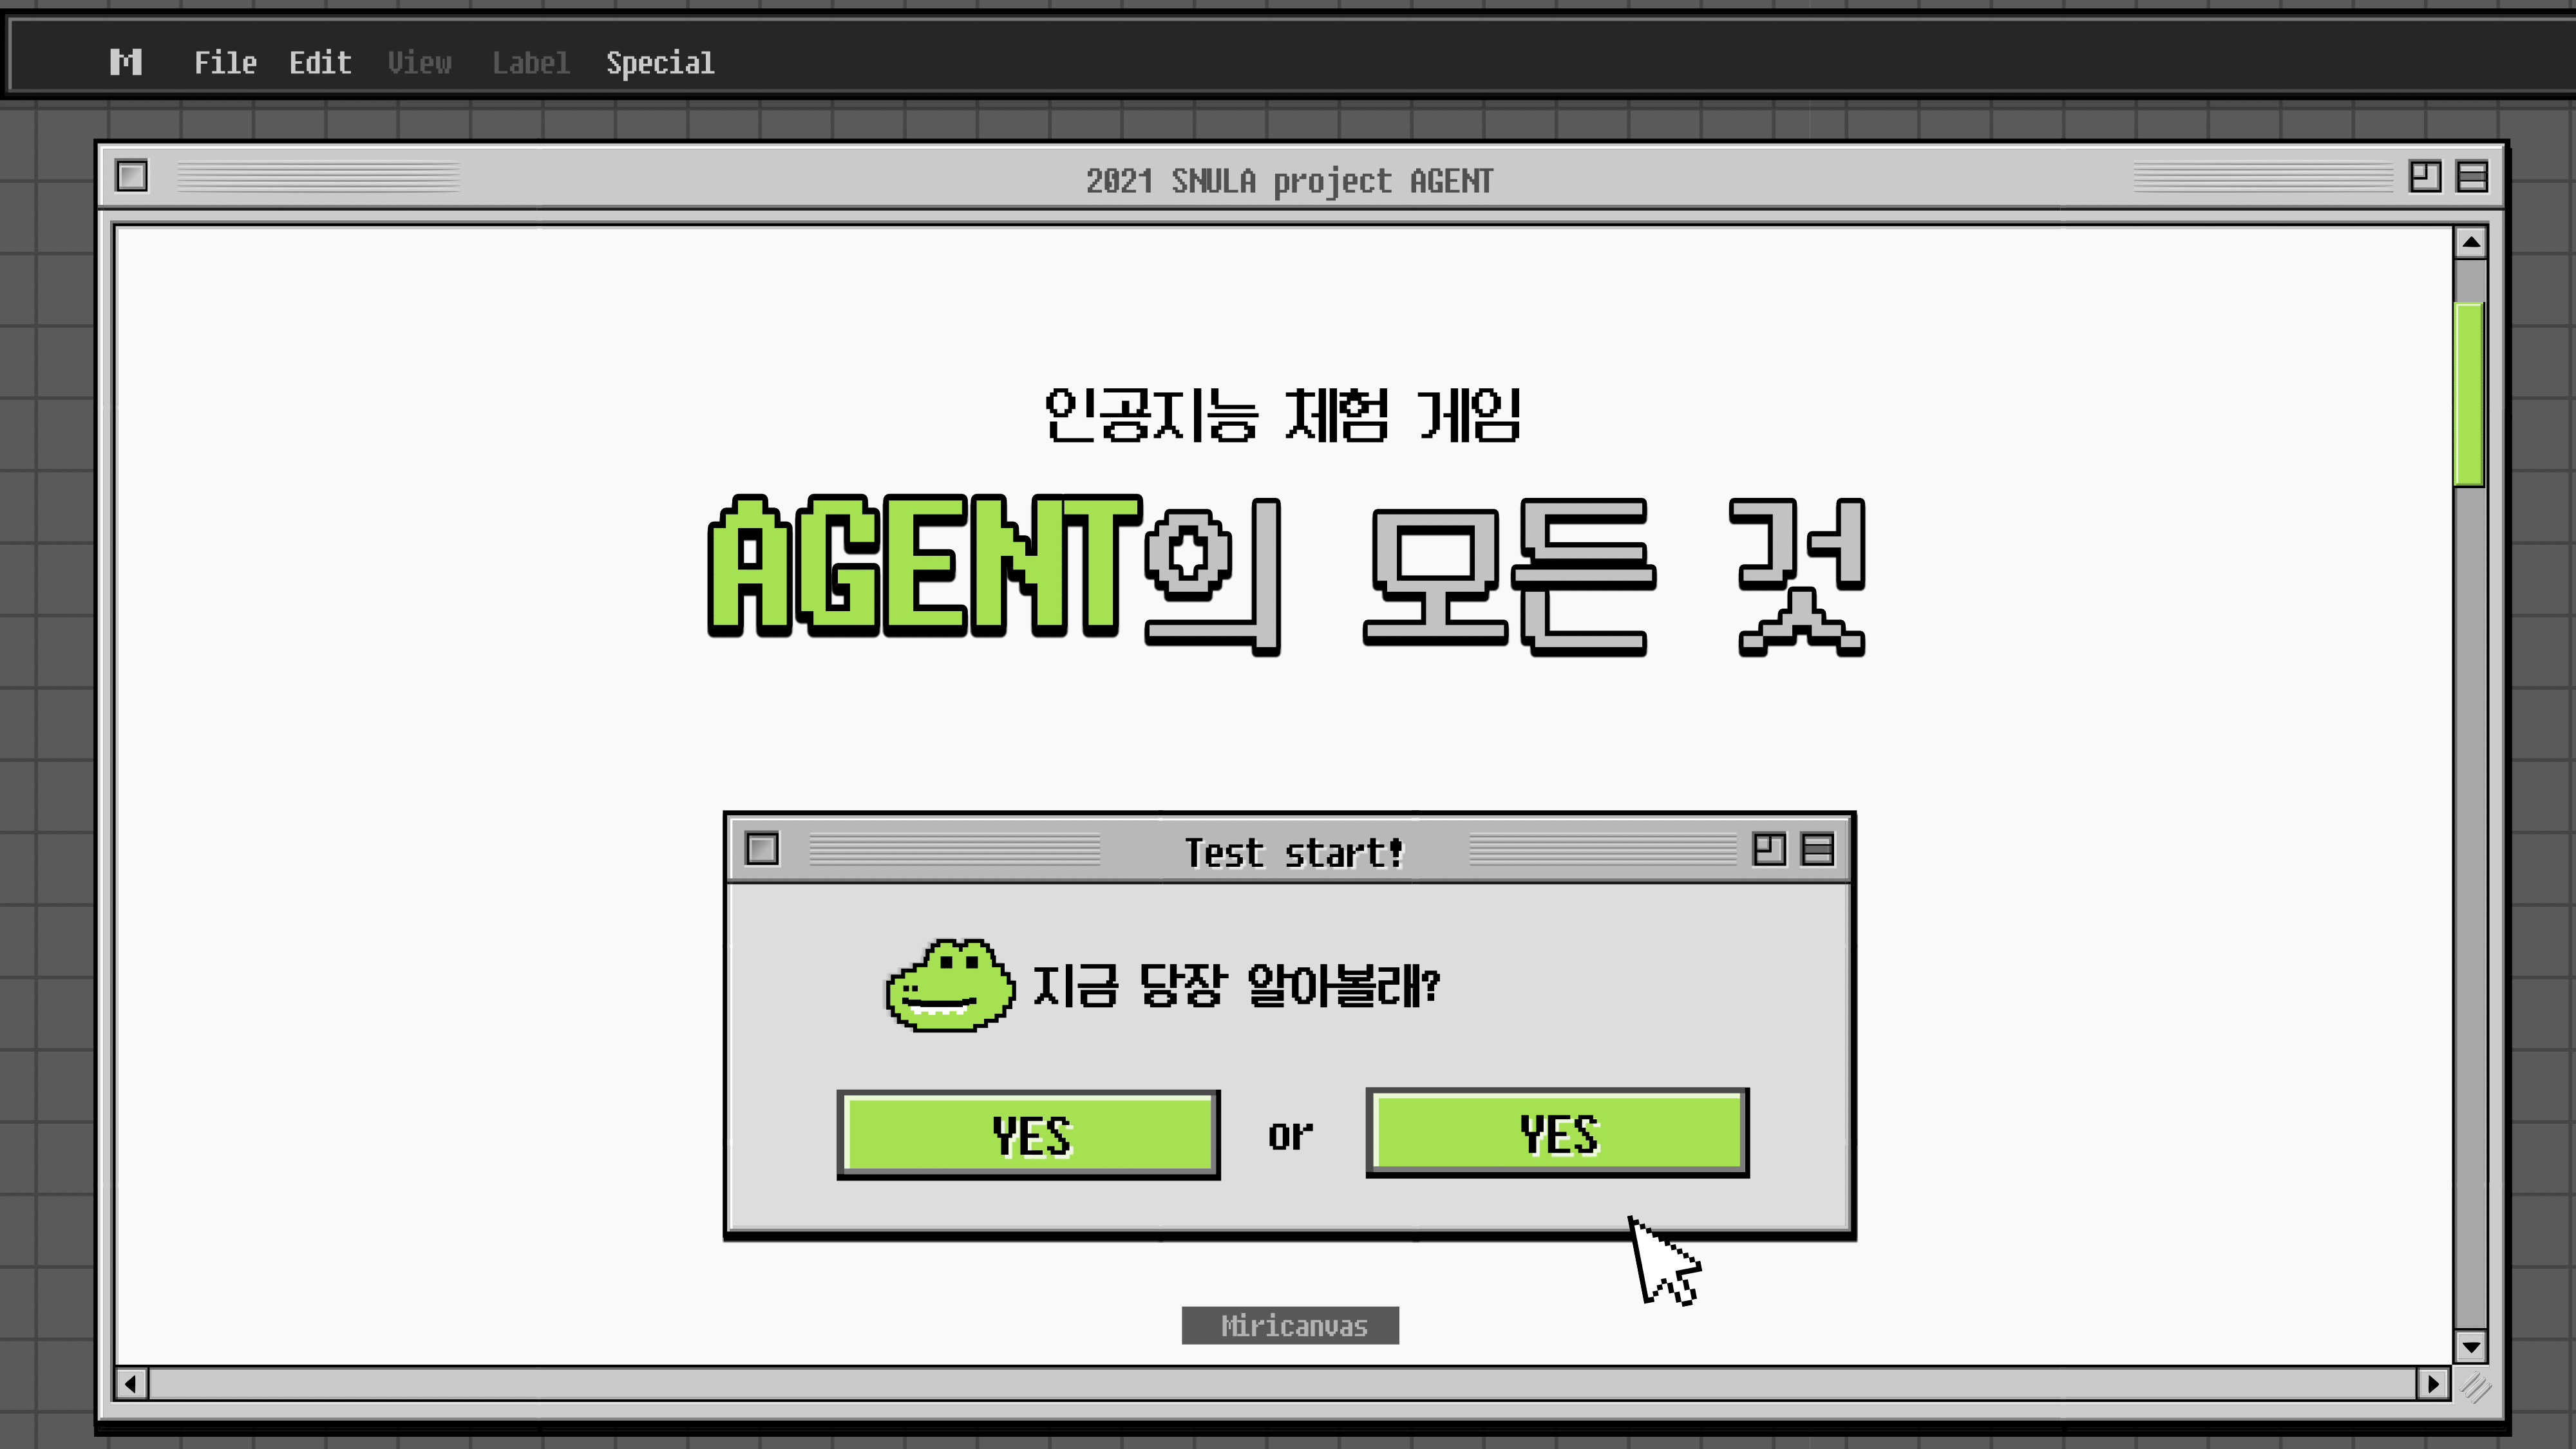 M File Edit View Label Special
2021 SNULA project AGENT
인공지능 체험 게임
AGENT의 모든 것
Test start!
지금 당장 알아볼래?
YES or YES
Miricanvas